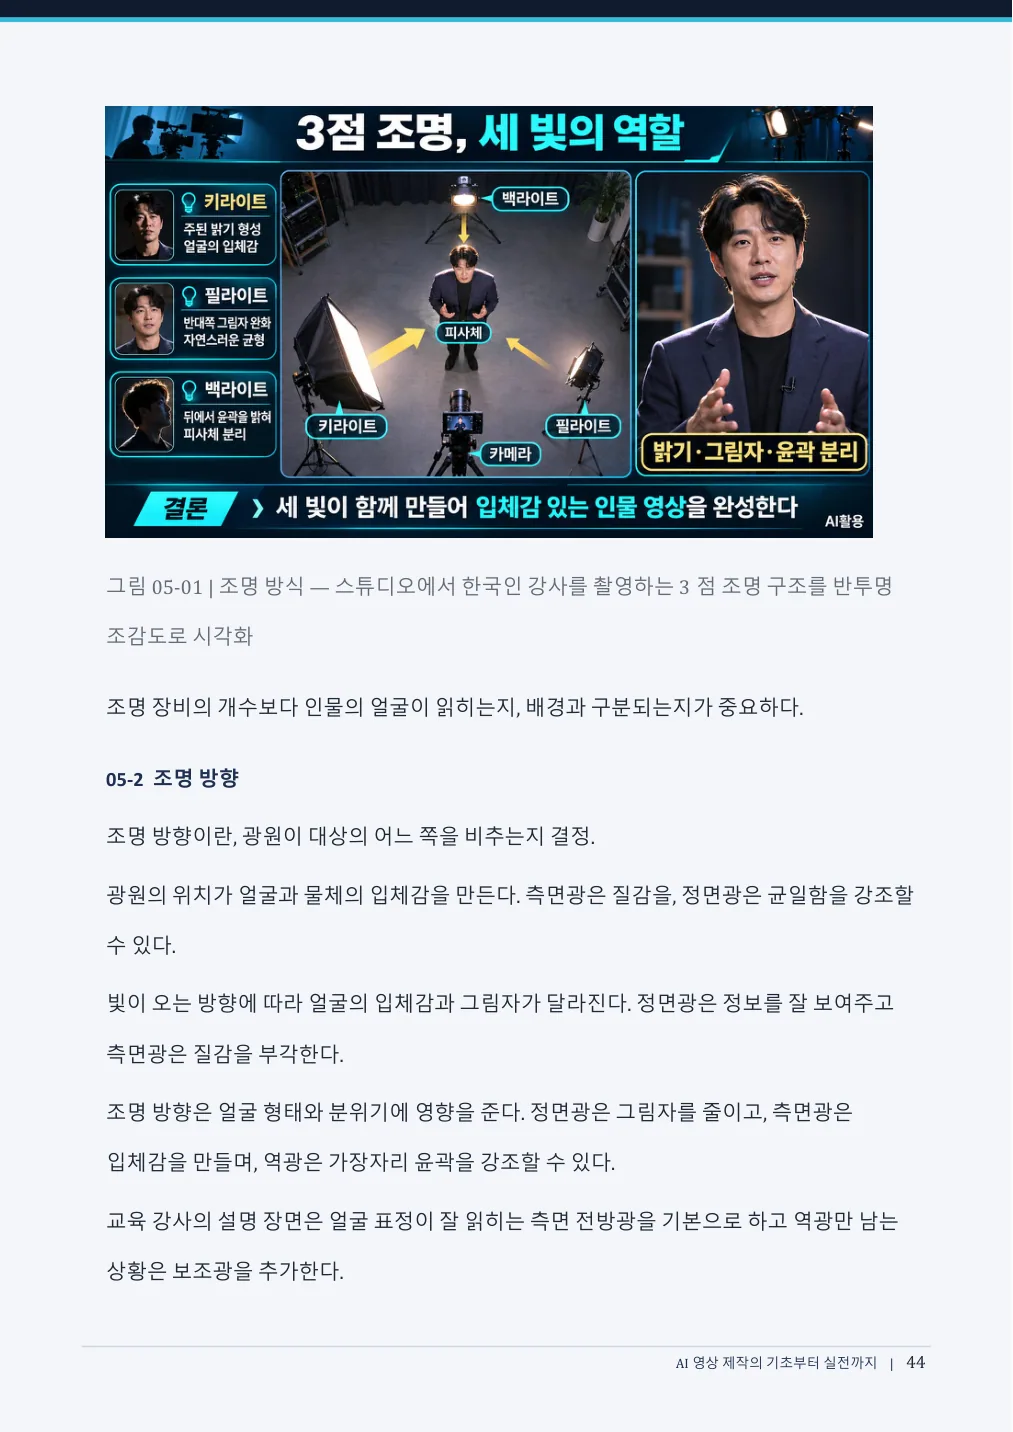 3점 조명, 세 빛의 역할
키라이트
주된 밝기 형성
얼굴의 입체감
필라이트
반대쪽 그림자 완화
자연스러운 균형
백라이트
뒤에서 윤곽을 밝혀
피사체 분리
백라이트
피사체
키라이트
필라이트
카메라
밝기·그림자·윤곽 분리
결론 》 세 빛이 함께 만들어 입체감 있는 인물 영상을 완성한다
AI활용
그림 05-01 | 조명 방식 — 스튜디오에서 한국인 강사를 촬영하는 3 점 조명 구조를 반투명
조감도로 시각화
조명 장비의 개수보다 인물의 얼굴이 읽히는지, 배경과 구분되는지가 중요하다.
05-2 조명 방향
조명 방향이란, 광원이 대상의 어느 쪽을 비추는지 결정.
광원의 위치가 얼굴과 물체의 입체감을 만든다. 측면광은 질감을, 정면광은 균일함을 강조할
수 있다.
빛이 오는 방향에 따라 얼굴의 입체감과 그림자가 달라진다. 정면광은 정보를 잘 보여주고
측면광은 질감을 부각한다.
조명 방향은 얼굴 형태와 분위기에 영향을 준다. 정면광은 그림자를 줄이고, 측면광은
입체감을 만들며, 역광은 가장자리 윤곽을 강조할 수 있다.
교육 강사의 설명 장면은 얼굴 표정이 잘 읽히는 측면 전방광을 기본으로 하고 역광만 남는
상황은 보조광을 추가한다.
AI 영상 제작의 기초부터 실전까지 | 44